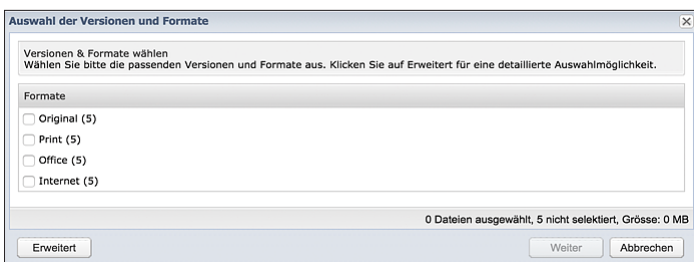 Auswahl der Versionen und Formate
Versionen & Formate wählen
Wählen Sie bitte die passenden Versionen und Formate aus. Klicken Sie auf Erweitert für eine detaillierte Auswahlmöglichkeit.
Formate
Original (5)
Print (5)
Office (5)
Internet (5)
0 Dateien ausgewählt, 5 nicht selektiert, Grösse: 0 MB
Erweitert
Weiter
Abbrechen